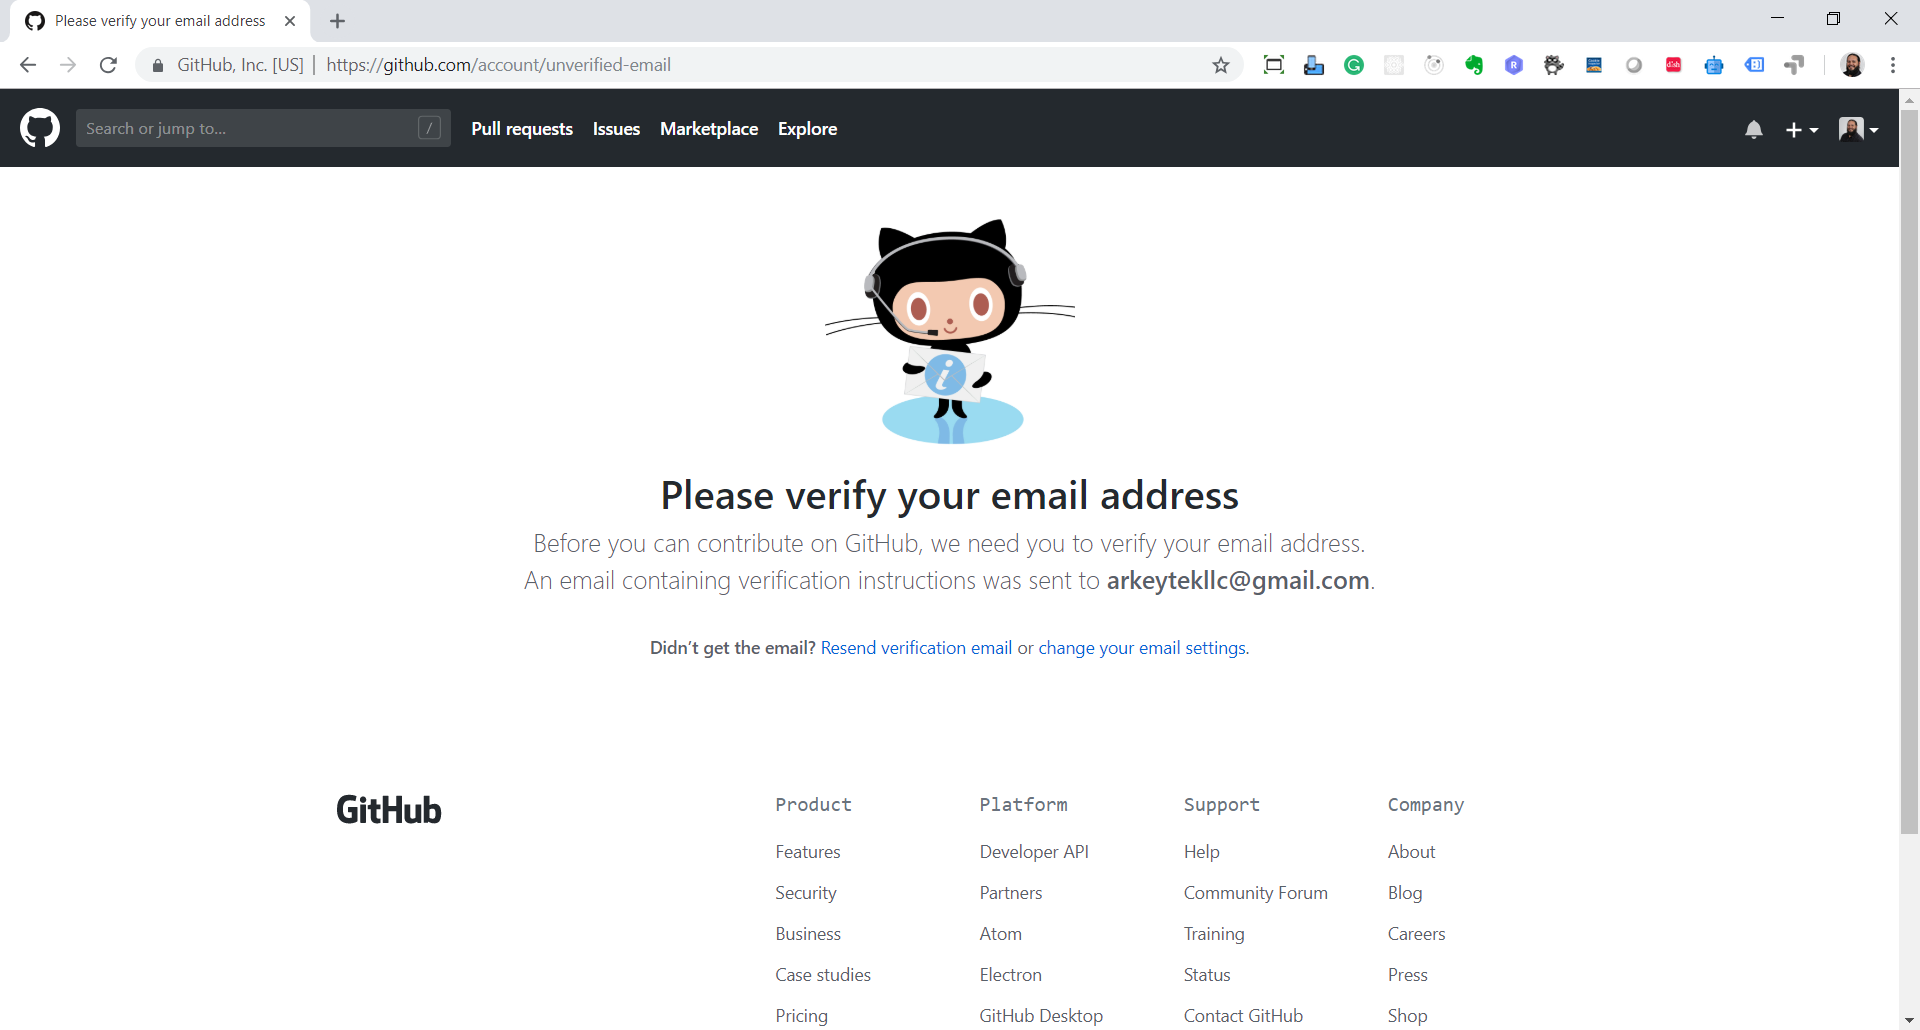 Please verify your email address
GitHub, Inc. [US] | https://github.com/account/unverified-email
Search or jump to... /
Pull requests Issues Marketplace Explore
Please verify your email address
Before you can contribute on GitHub, we need you to verify your email address.
An email containing verification instructions was sent to arkeytekllc@gmail.com.
Didn’t get the email? Resend verification email or change your email settings.
GitHub
Product
Features
Security
Business
Case studies
Pricing
Platform
Developer API
Partners
Atom
Electron
GitHub Desktop
Support
Help
Community Forum
Training
Status
Contact GitHub
Company
About
Blog
Careers
Press
Shop